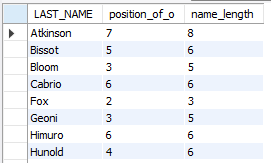 LAST_NAME position_of_o name_length
Atkinson 7 8
Bissot 5 6
Bloom 3 5
Cabrio 6 6
Fox 2 3
Geoni 3 5
Himuro 6 6
Hunold 4 6